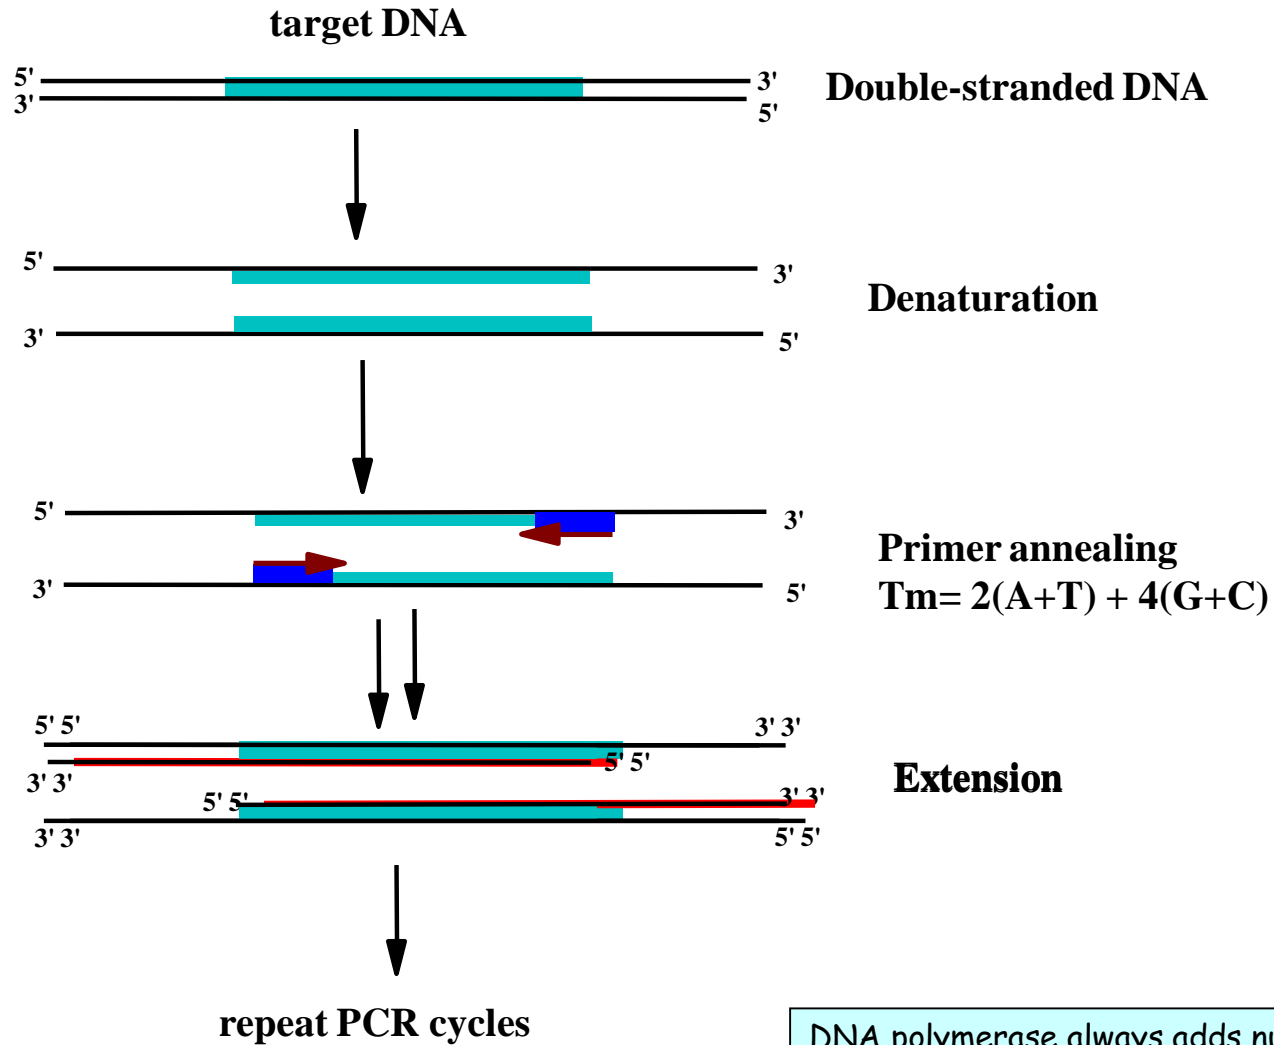 target DNA
5' 3'
3' 5'
Double-stranded DNA
5' 3'
Denaturation
3' 5'
5' 3'
Primer annealing
3' 5'
Tm= 2(A+T) + 4(G+C)
5' 5' 3' 3'
5' 5'
3' 3'
Extension
5' 5' 3' 3'
3' 3' 5' 5'
repeat PCR cycles
DNA polymerase always adds